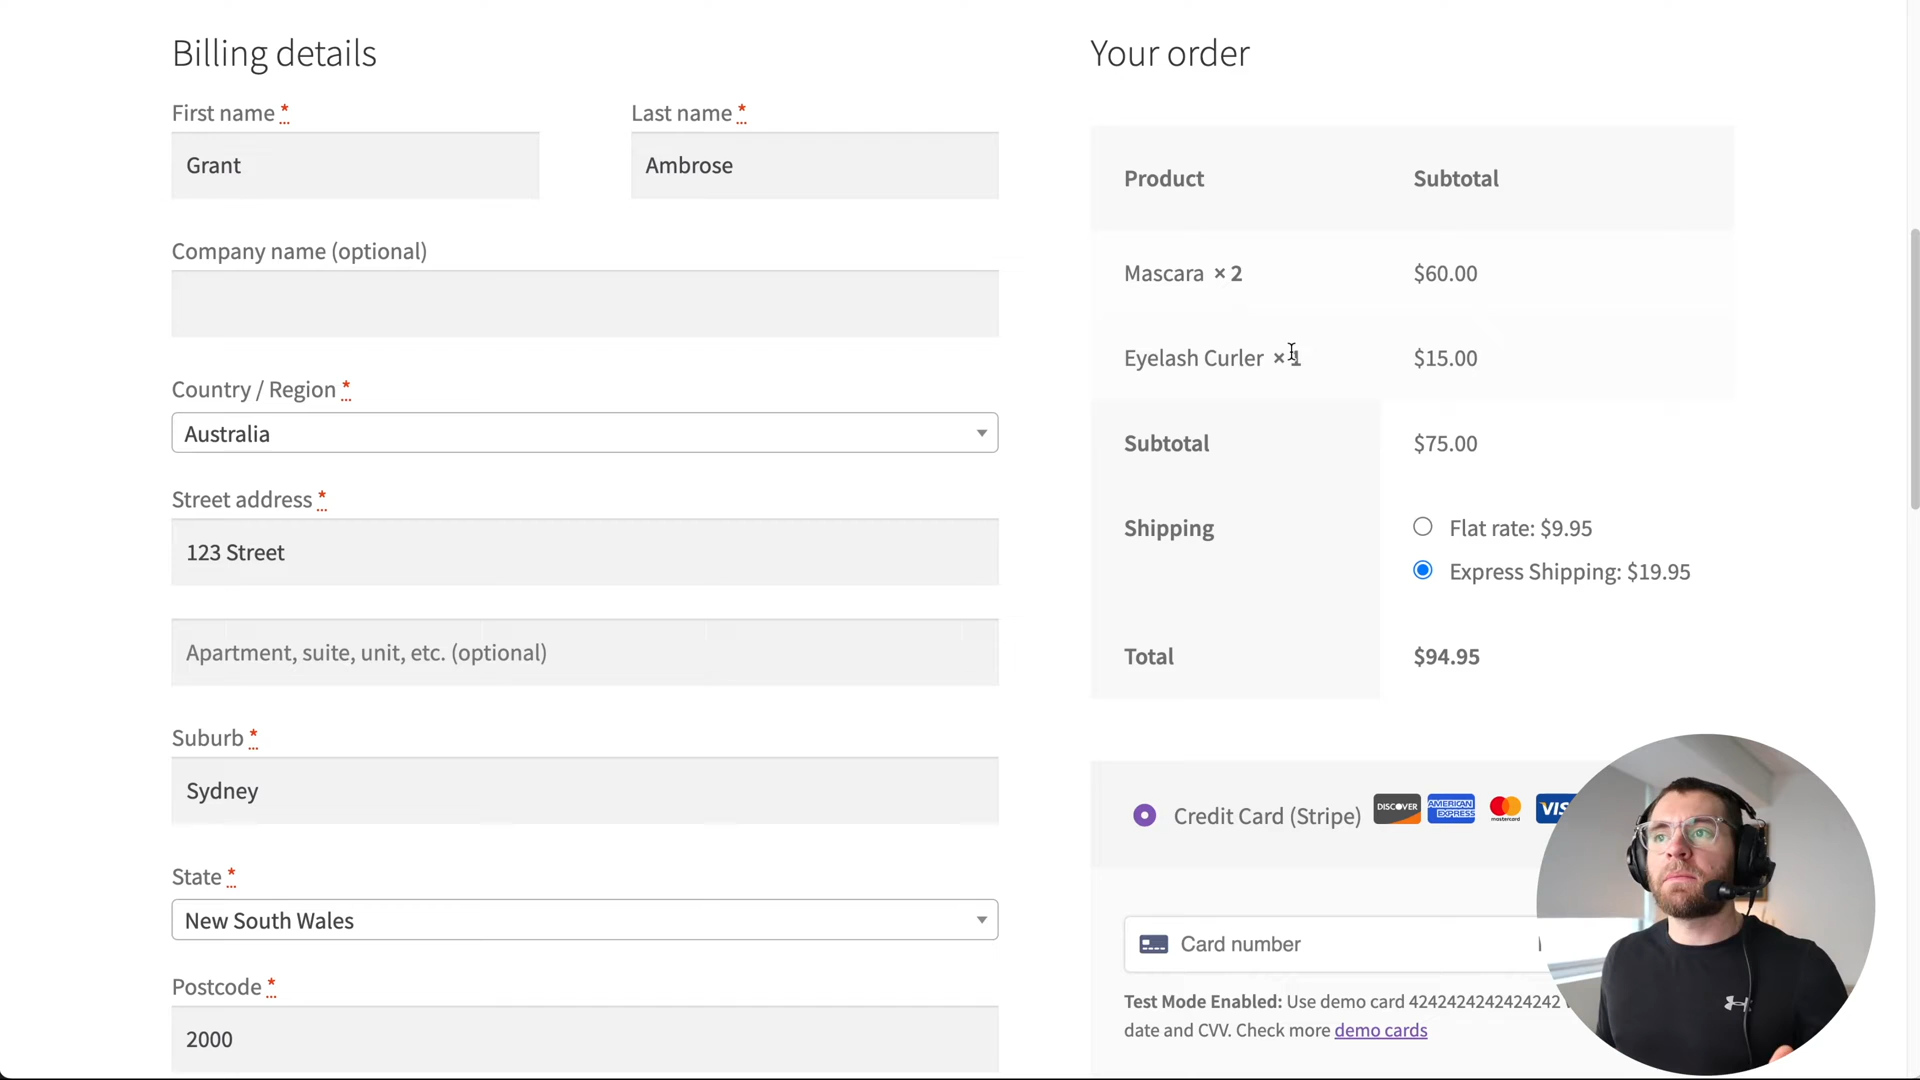 Billing details
First name *
Last name *
Grant
Ambrose
Company name (optional)
Country / Region *
Australia
Street address *
123 Street
Apartment, suite, unit, etc. (optional)
Suburb *
Sydney
State *
New South Wales
Postcode *
2000
Your order
Product Subtotal
Mascara × 2 $60.00
Eyelash Curler × 1 $15.00
Subtotal $75.00
Shipping Flat rate: $9.95
Express Shipping: $19.95
Total $94.95
Credit Card (Stripe) DISCOVER AMERICAN EXPRESS mastercard
Card number
Test Mode Enabled: Use demo card 4242424242424242
date and CVV. Check more demo cards